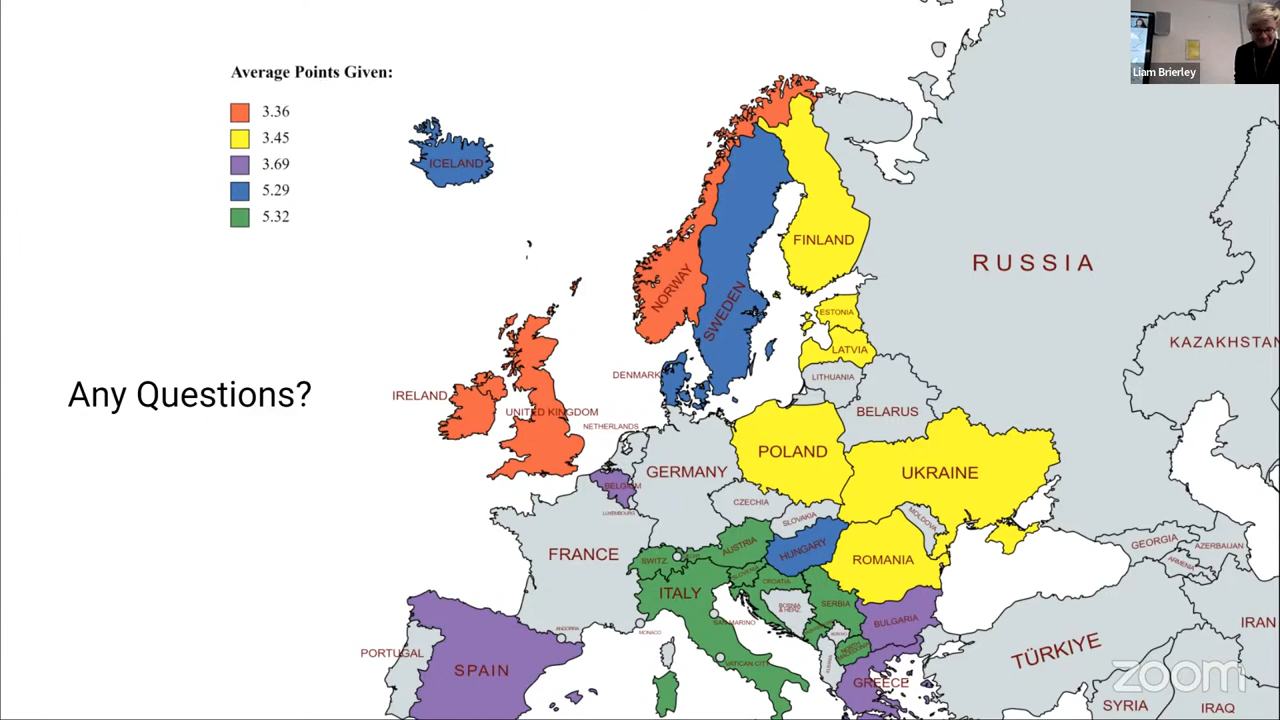 Liam Brierley
Average Points Given:
3.36
3.45
3.69
5.29
5.32
Any Questions?
ICELAND
NORWAY
SWEDEN
FINLAND
RUSSIA
ESTONIA
LATVIA
LITHUANIA
DENMARK
IRELAND
UNITED KINGDOM
NETHERLANDS
BELARUS
KAZAKHSTAN
POLAND
GERMANY
BELGIUM
LUXEMBOURG
CZECHIA
UKRAINE
SLOVAKIA
MOLDOVA
FRANCE
SWITZ.
AUSTRIA
HUNGARY
ROMANIA
SLOVENIA
CROATIA
ITALY
BOSNIA
& HERZ.
SERBIA
SAN MARINO
MONACO
ANDORRA
BULGARIA
NORTH
MACEDONIA
VATICAN CITY
PORTUGAL
SPAIN
GREECE
TÜRKIYE
GEORGIA
ARMENIA
AZERBAIJAN
IRAN
SYRIA
IRAQ
zoom